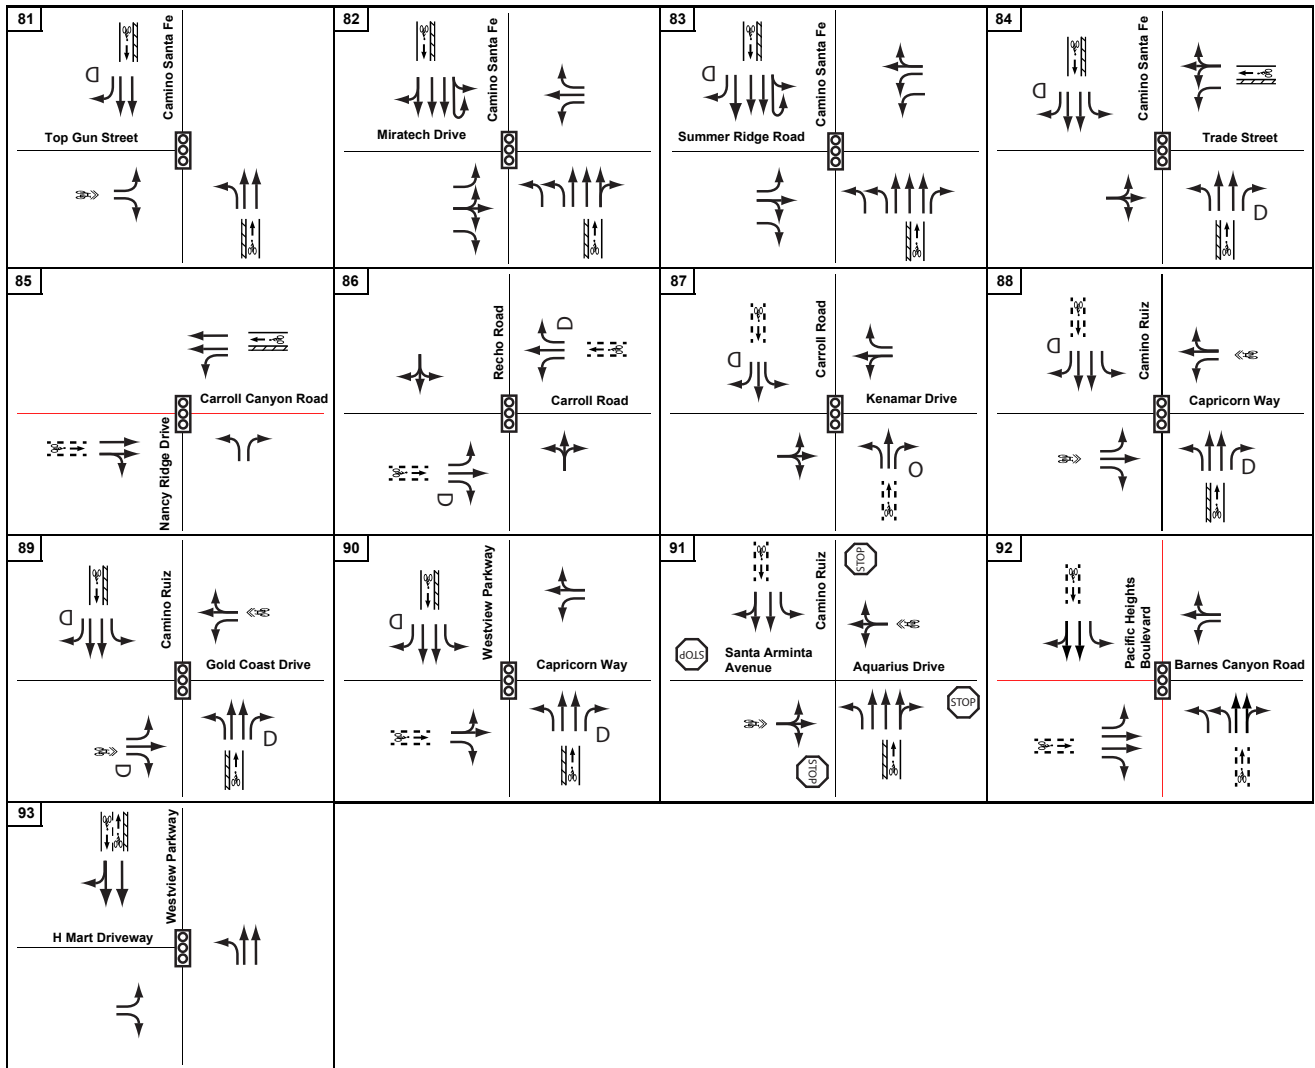 81
Camino Santa Fe
D
Top Gun Street
82
Camino Santa Fe
Miratech Drive
83
Camino Santa Fe
D
Summer Ridge Road
84
Camino Santa Fe
D
Trade Street
D
85
Carroll Canyon Road
Nancy Ridge Drive
86
Recho Road
D
Carroll Road
D
87
Carroll Road
D
Kenamar Drive
O
88
Camino Ruiz
D
Capricorn Way
D
89
Camino Ruiz
D
Gold Coast Drive
D
D
90
Westview Parkway
D
Capricorn Way
D
91
Camino Ruiz
STOP
STOP
Santa Arminta
Avenue
Aquarius Drive
STOP
STOP
92
Pacific Heights
Boulevard
Barnes Canyon Road
93
Westview Parkway
H Mart Driveway